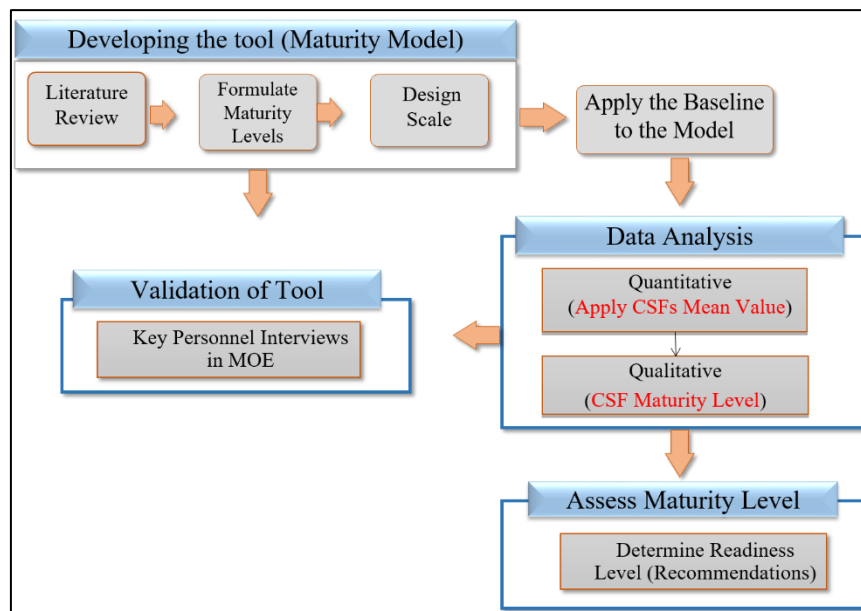 Developing the tool (Maturity Model)
Literature
Review
Formulate
Maturity
Levels
Design
Scale
Apply the Baseline
to the Model
Data Analysis
Quantitative
(Apply CSFs Mean Value)
Qualitative
(CSF Maturity Level)
Validation of Tool
Key Personnel Interviews
in MOE
Assess Maturity Level
Determine Readiness
Level (Recommendations)